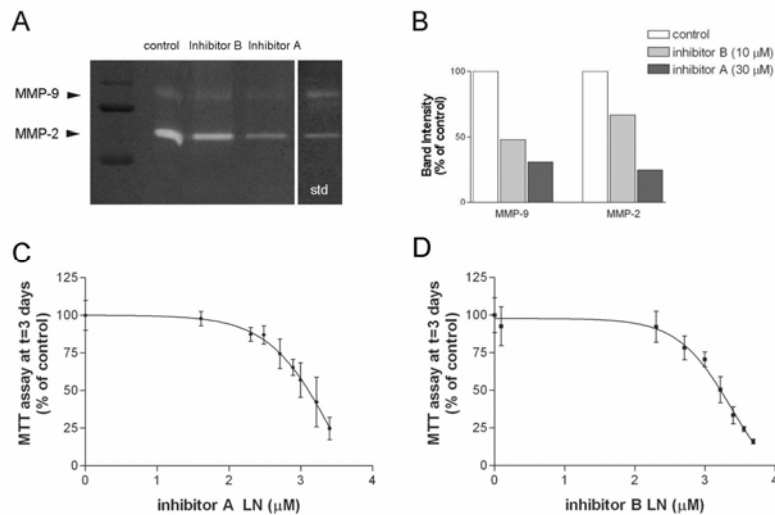 A
control Inhibitor B Inhibitor A
MMP-9
MMP-2
std
B
control
inhibitor B (10 μM)
inhibitor A (30 μM)
Band Intensity
(% of control)
100
50
0
MMP-9 MMP-2
C
MTT assay at t=3 days
(% of control)
125
100
75
50
25
0
0 1 2 3 4
inhibitor A LN (μM)
D
MTT assay at t=3 days
(% of control)
125
100
75
50
25
0
0 1 2 3 4
inhibitor B LN (μM)